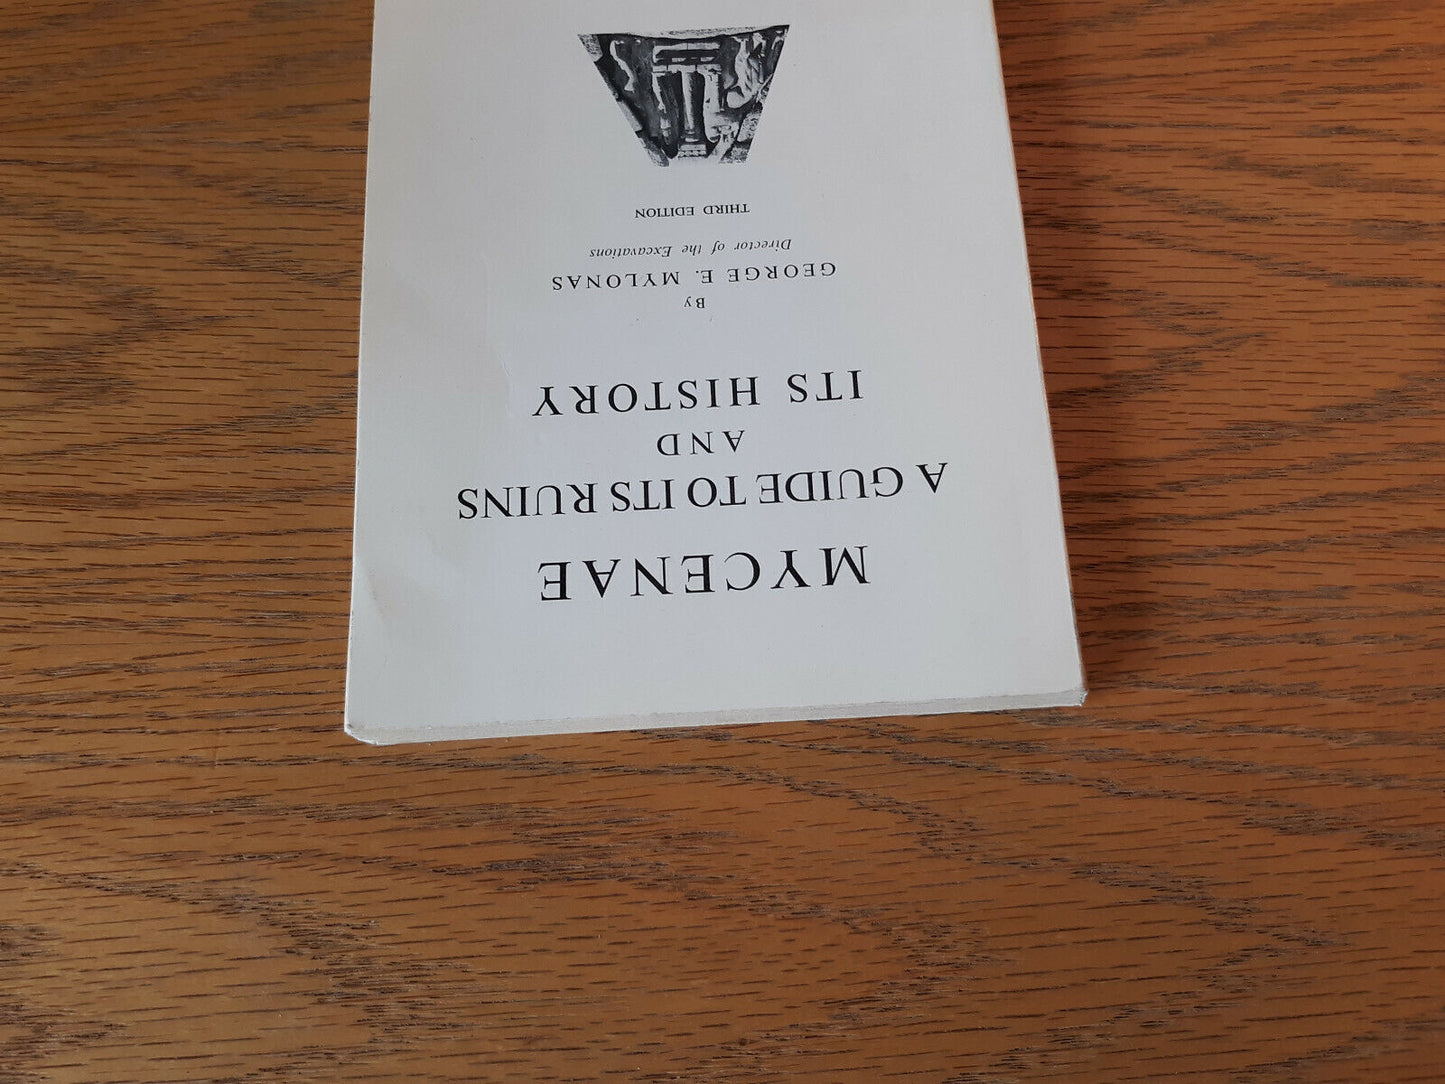 MYCENAE
A GUIDE TO ITS RUINS
AND
ITS HISTORY
By
GEORGE E. MYLONAS
Director of the Excavations
THIRD EDITION